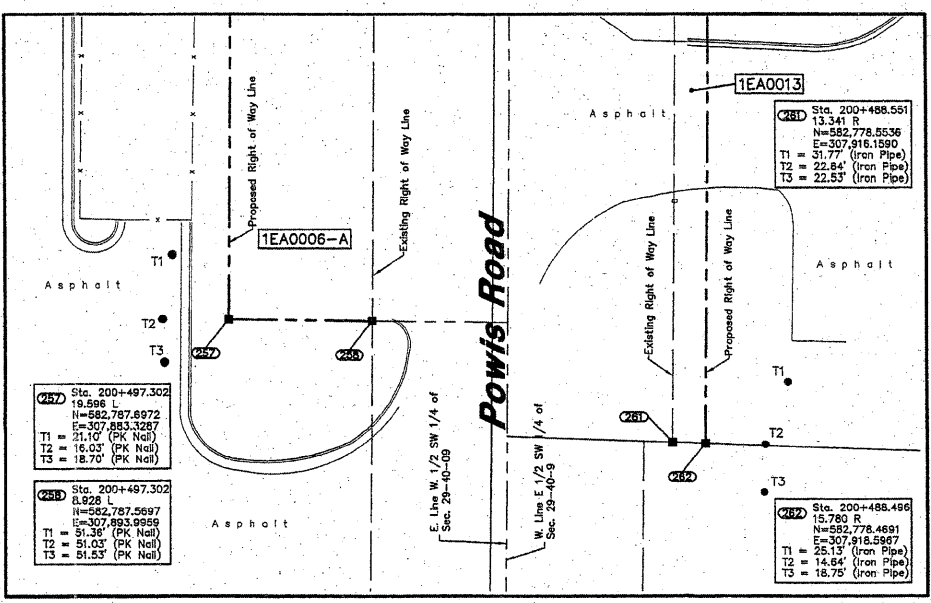 1EA0013
Asphalt
261 Sta. 200+488.551
13.341 R
N=582,778.5536
E=307,916.1590
T1 = 31.77' (Iron Pipe)
T2 = 22.84' (Iron Pipe)
T3 = 22.53' (Iron Pipe)
Proposed Right of Way Line
Existing Right of Way Line
1EA0006-A
T1
Asphalt
T2
T3
257
258
Powis Road
Existing Right of Way Line
Proposed Right of Way Line
Asphalt
T1
261
T2
262
T3
257 Sta. 200+497.302
19.596 L
N=582,787.6972
E=307,883.3287
T1 = 21.10' (PK Nail)
T2 = 16.03' (PK Nail)
T3 = 18.70' (PK Nail)
258 Sta. 200+497.302
8.928 L
N=582,787.5697
E=307,893.9959
T1 = 51.36' (PK Nail)
T2 = 51.03' (PK Nail)
T3 = 51.53' (PK Nail)
Asphalt
E. Line W. 1/2 SW 1/4 of
Sec. 29-40-09
W. Line E 1/2 SW 1/4 of
Sec. 29-40-9
262 Sta. 200+488.496
15.780 R
N=582,778.4691
E=307,918.5967
T1 = 25.13' (Iron Pipe)
T2 = 14.64' (Iron Pipe)
T3 = 18.75' (Iron Pipe)